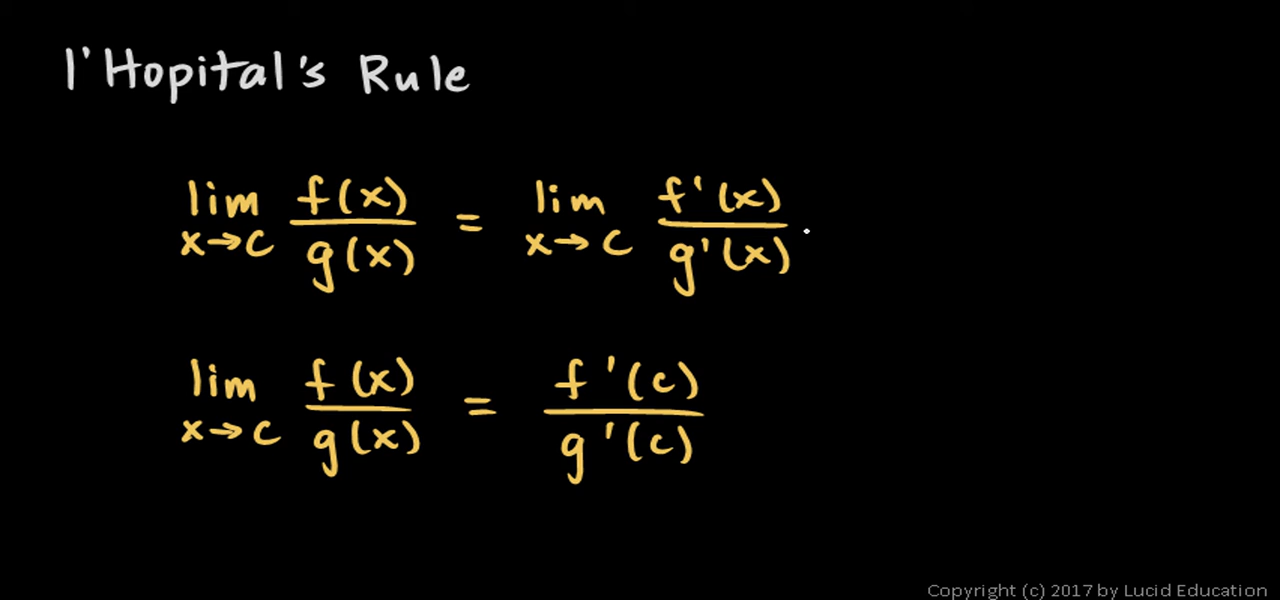 l'Hopital's Rule
lim x→c f(x)/g(x) = lim x→c f'(x)/g'(x)
lim x→c f(x)/g(x) = f'(c)/g'(c)
Copyright (c) 2017 by Lucid Education